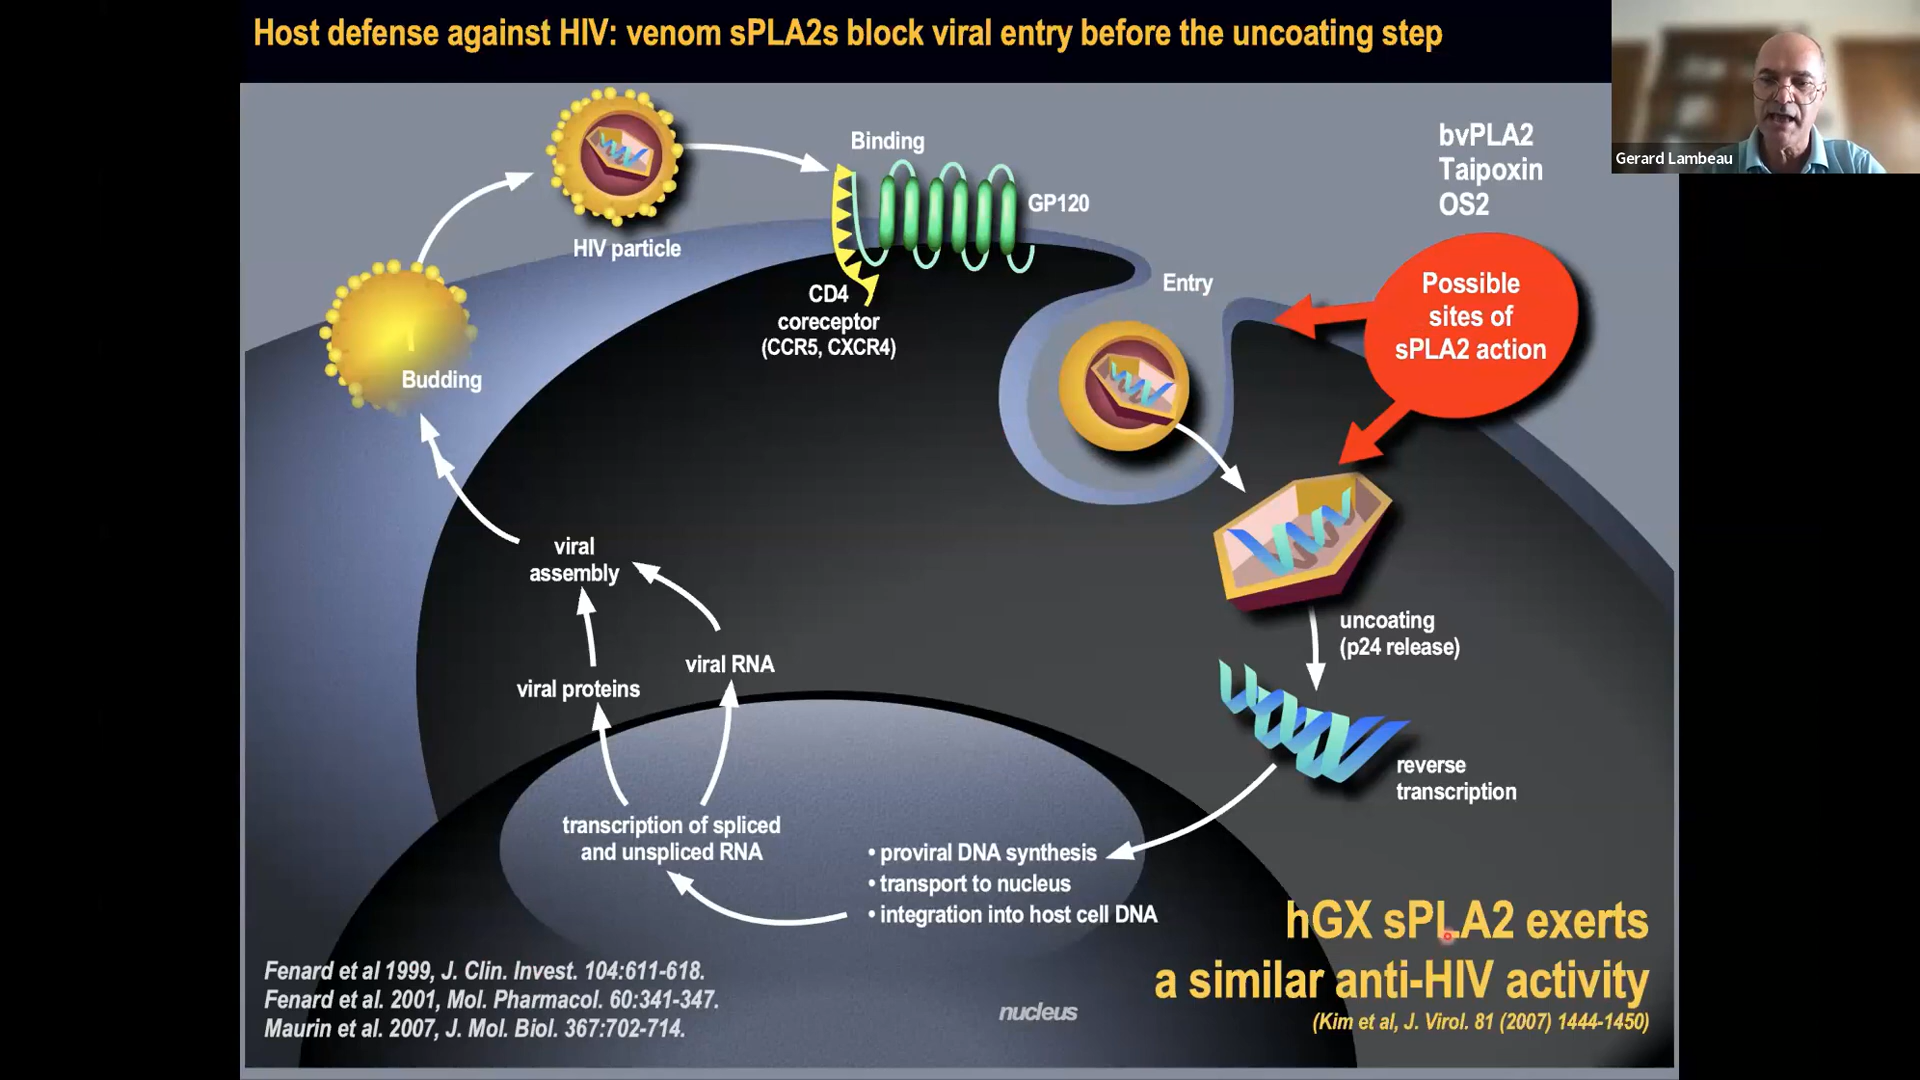 Host defense against HIV: venom sPLA2s block viral entry before the uncoating step
Gerard Lambeau
bvPLA2
Taipoxin
OS2
Binding
GP120
HIV particle
CD4
coreceptor
(CCR5, CXCR4)
Entry
Possible
sites of
sPLA2 action
Budding
viral
assembly
uncoating
(p24 release)
viral RNA
viral proteins
reverse
transcription
transcription of spliced
and unspliced RNA
• proviral DNA synthesis
• transport to nucleus
• integration into host cell DNA
hGX sPLA2 exerts
a similar anti-HIV activity
(Kim et al, J. Virol. 81 (2007) 1444-1450)
Fenard et al 1999, J. Clin. Invest. 104:611-618.
Fenard et al. 2001, Mol. Pharmacol. 60:341-347.
Maurin et al. 2007, J. Mol. Biol. 367:702-714.
nucleus